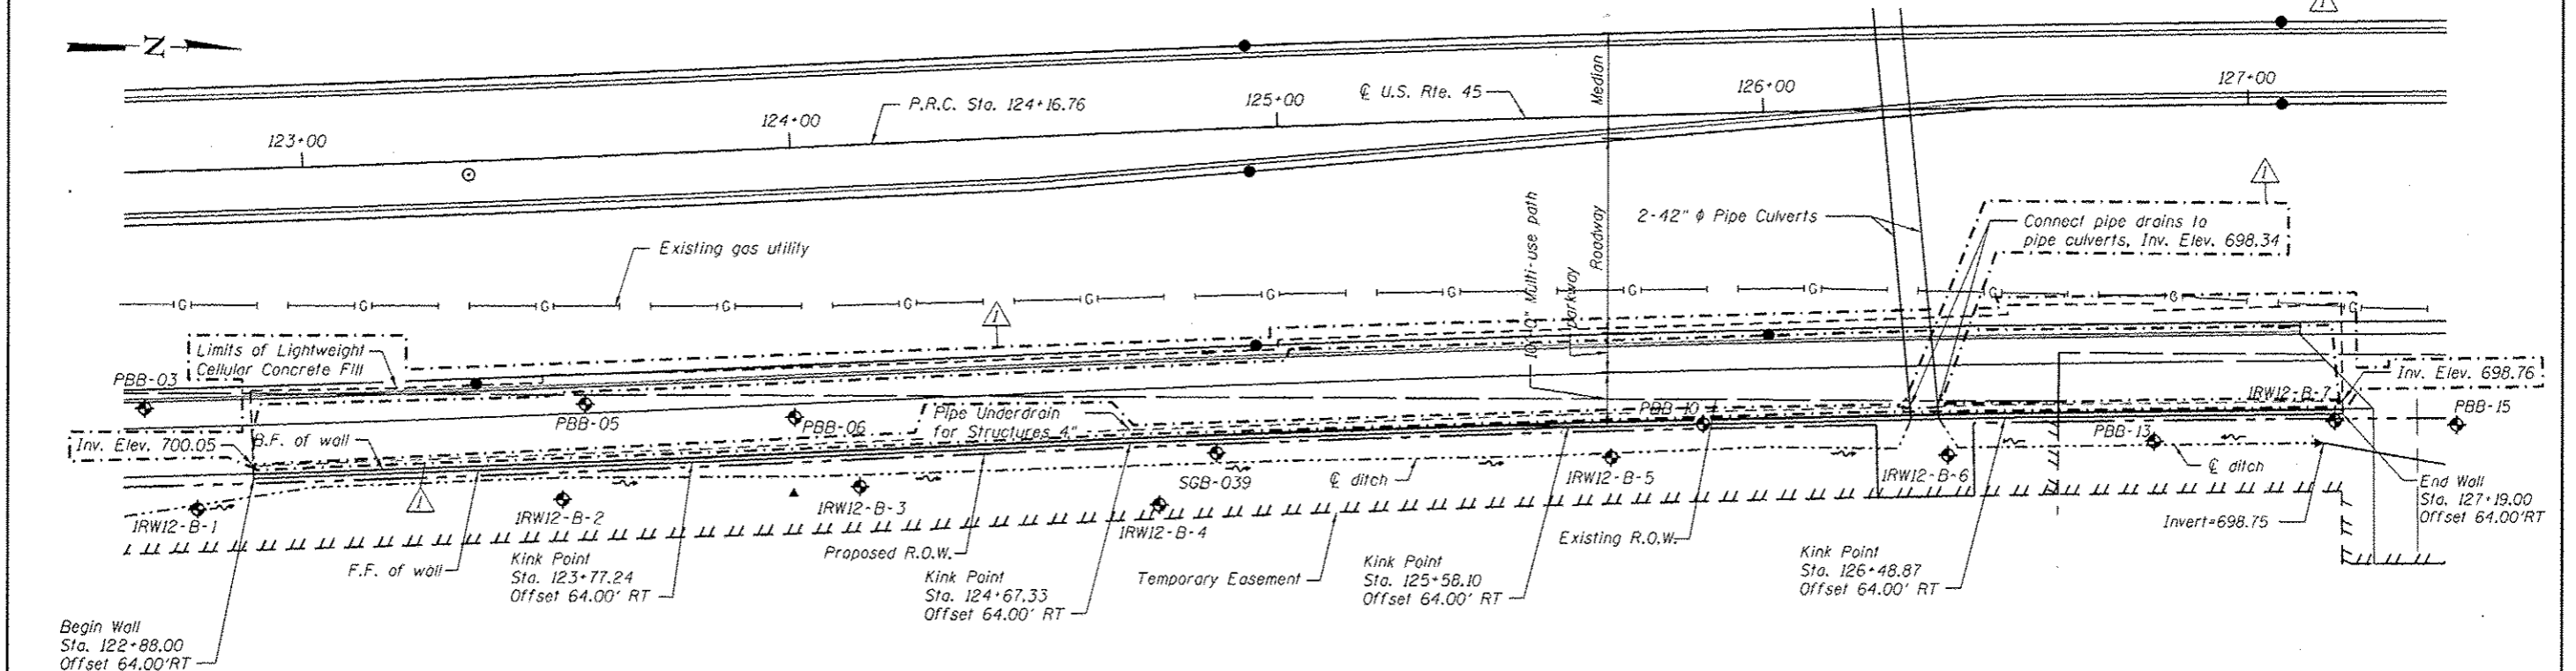 1
N
127+00
126+00
Median
℄ U.S. Rte. 45
125+00
P.R.C. Sta. 124+16.76
124+00
123+00
1
10'-0" Multi-use path
Parkway
Roadway
2-42" ϕ Pipe Culverts
Connect pipe drains to
pipe culverts, Inv. Elev. 698.34
Existing gas utility
G G G G G G G G G G G G G
1
Limits of Lightweight
Cellular Concrete Fill
PBB-03
PBB-05
PBB-06
Pipe Underdrain
for Structures 4"
PBB-10
IRW12-B-7
Inv. Elev. 698.76
PBB-15
Inv. Elev. 700.05
B.F. of wall
PBB-13
℄ ditch
1
IRW12-B-1
IRW12-B-2
IRW12-B-3
SGB-039
IRW12-B-4
℄ ditch
IRW12-B-5
IRW12-B-6
End Wall
Sta. 127+19.00
Offset 64.00'RT
Invert=698.75
F.F. of wall
Kink Point
Sta. 123+77.24
Offset 64.00' RT
Proposed R.O.W.
Kink Point
Sta. 124+67.33
Offset 64.00' RT
Temporary Easement
Existing R.O.W.
Kink Point
Sta. 125+58.10
Offset 64.00' RT
Kink Point
Sta. 126+48.87
Offset 64.00' RT
Begin Wall
Sta. 122+88.00
Offset 64.00'RT